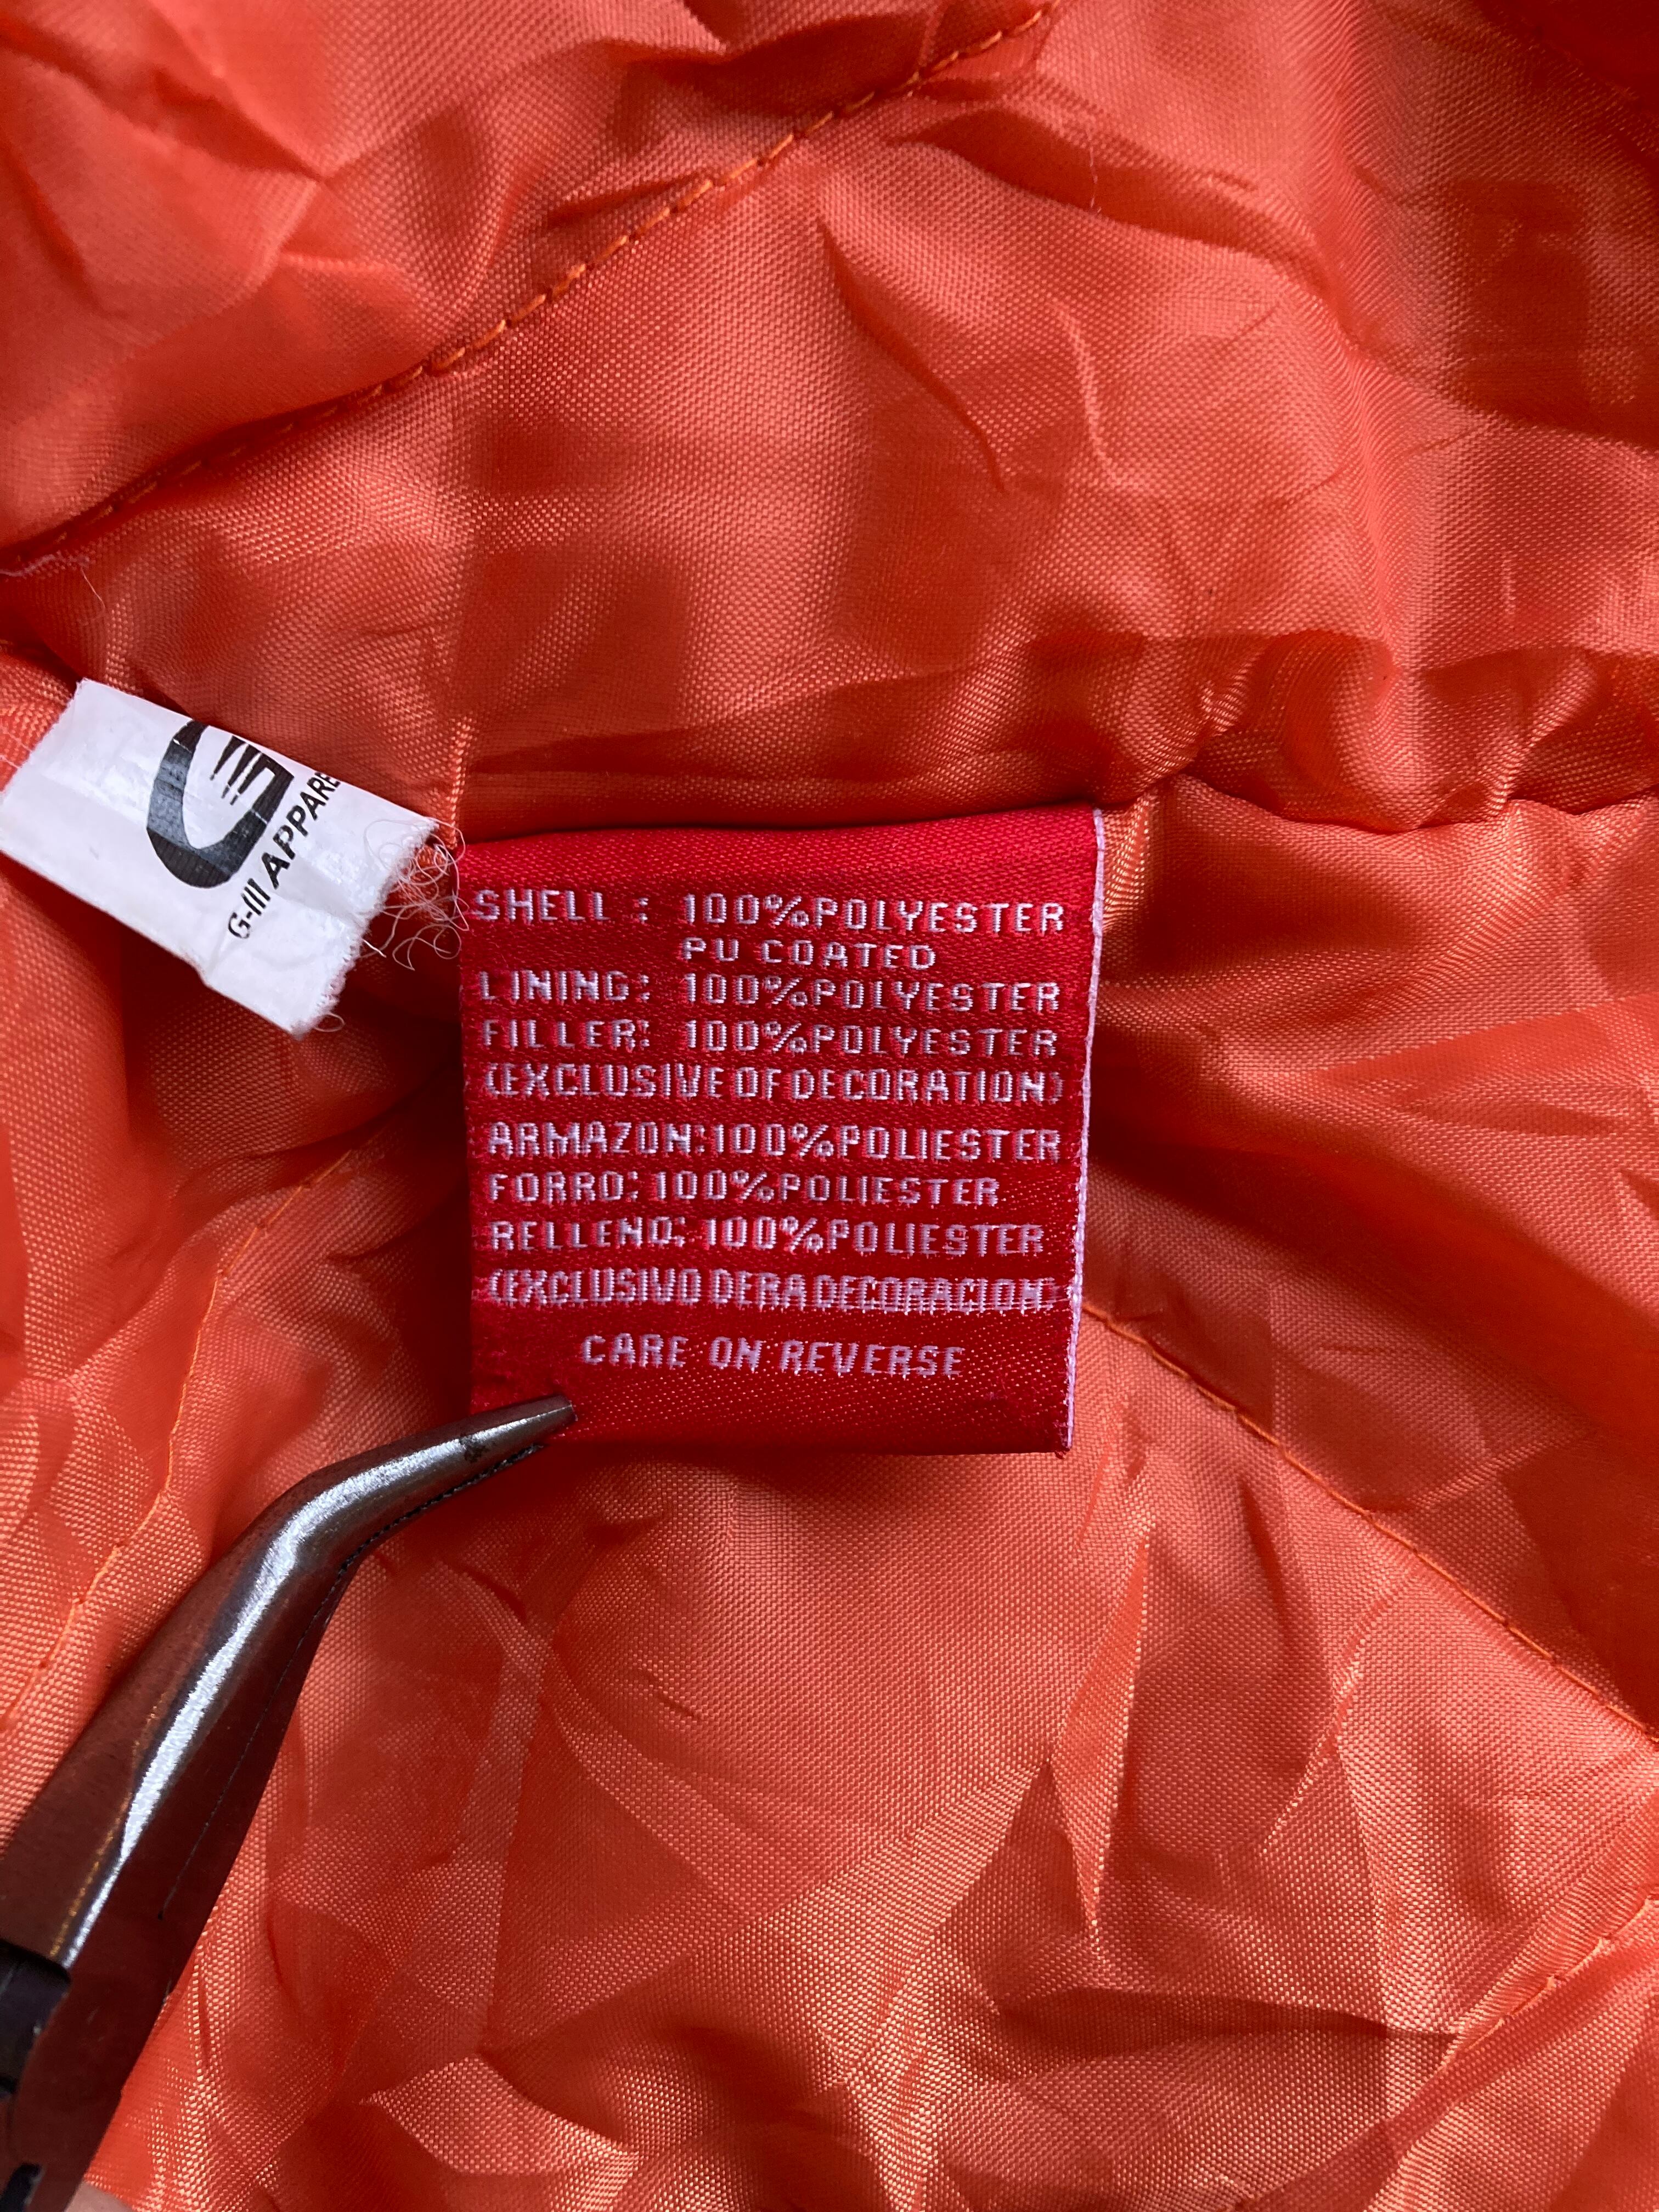 G-III APPARE
SHELL : 100%POLYESTER
PU COATED
LINING: 100%POLYESTER
FILLER: 100%POLYESTER
(EXCLUSIVE OF DECORATION)
ARMAZON:100%POLIESTER
FORRO: 100%POLIESTER
RELLENO: 100%POLIESTER
(EXCLUSIVO DERA DECORACION)
CARE ON REVERSE